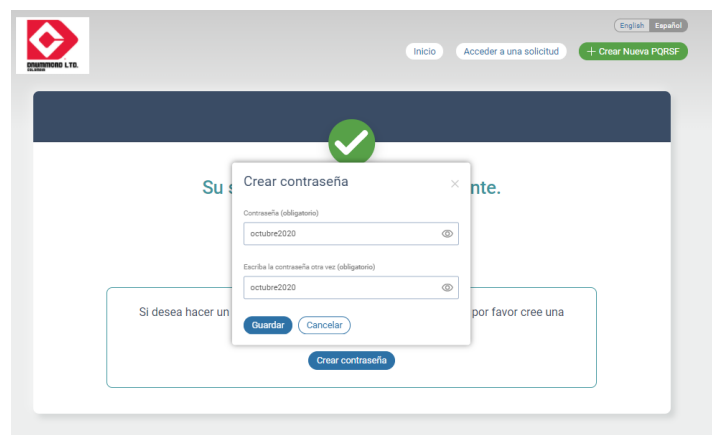 English Español
Inicio Acceder a una solicitud + Crear Nueva PQRSF
DRUMMOND LTD.
COLOMBIA
Su s nte.
Crear contraseña
Contraseña (obligatorio)
octubre2020
Escriba la contraseña otra vez (obligatorio)
octubre2020
Si desea hacer un por favor cree una
Guardar Cancelar
Crear contraseña